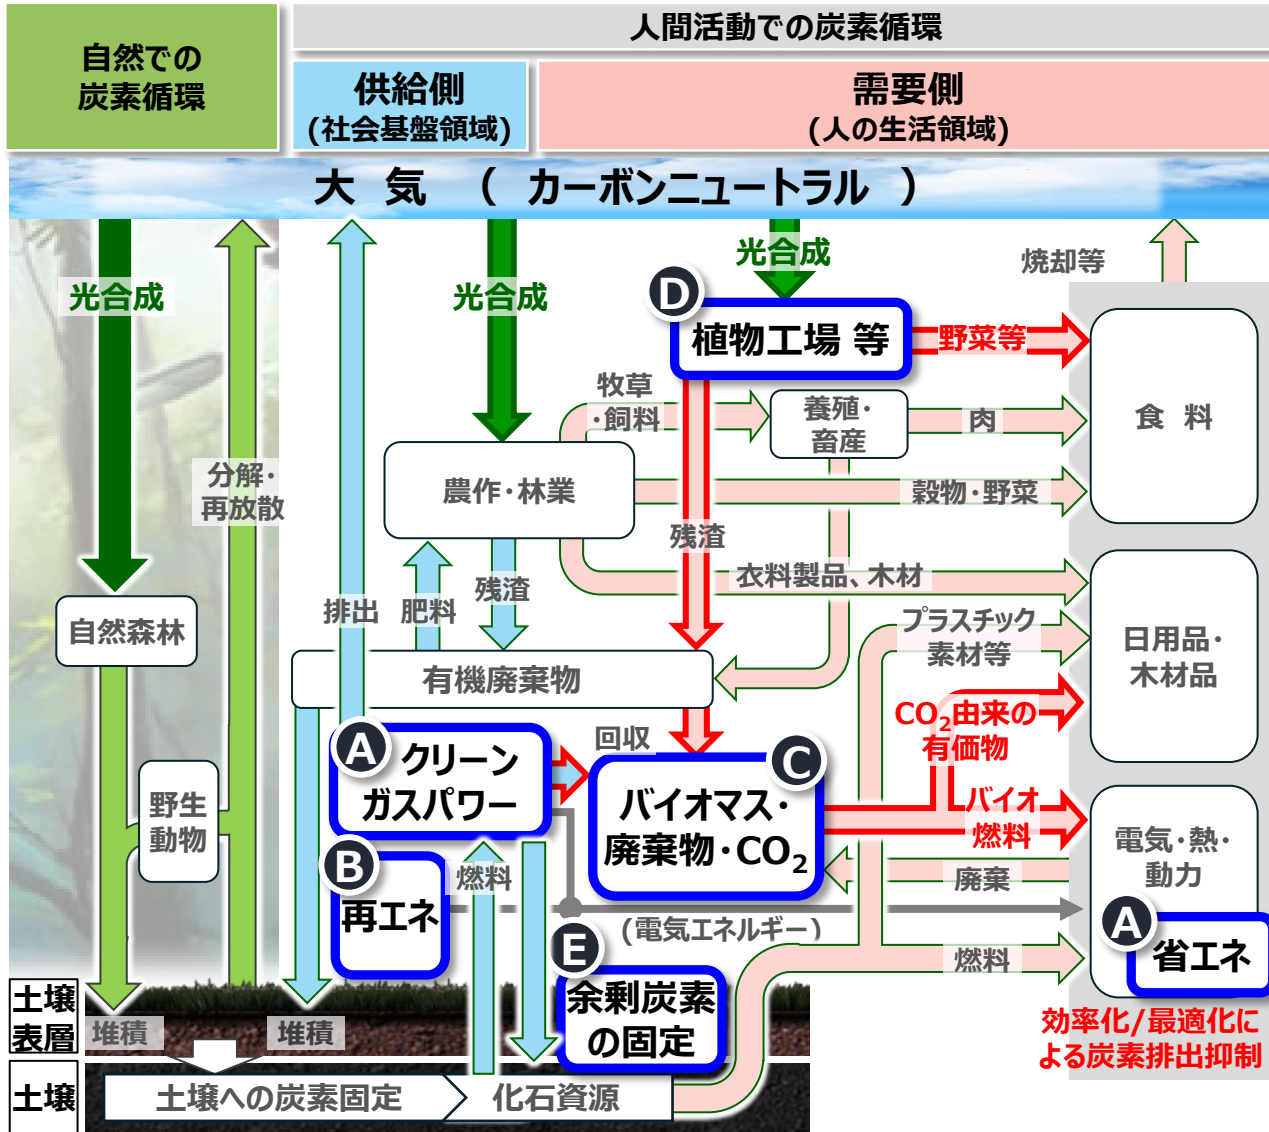 自然での
炭素循環
人間活動での炭素循環
供給側
(社会基盤領域)
需要側
(人の生活領域)
大 気 ( カーボンニュートラル )
光合成
光合成
光合成
焼却等
D
植物工場 等
野菜等
牧草
・飼料
養殖・
畜産
肉
食 料
分解・
再放散
農作・林業
穀物・野菜
残渣
衣料製品、木材
排出
肥料
残渣
自然森林
プラスチック
素材等
日用品・
木材品
有機廃棄物
CO2由来の
有価物
回収
A
クリーン
ガスパワー
C
バイオマス・
廃棄物・CO2
バイオ
燃料
野生
動物
電気・熱・
動力
B
再エネ
燃料
廃棄
(電気エネルギー)
A
省エネ
燃料
E
余剰炭素
の固定
土壌
表層
堆積
堆積
効率化/最適化に
よる炭素排出抑制
土壌
土壌への炭素固定
化石資源